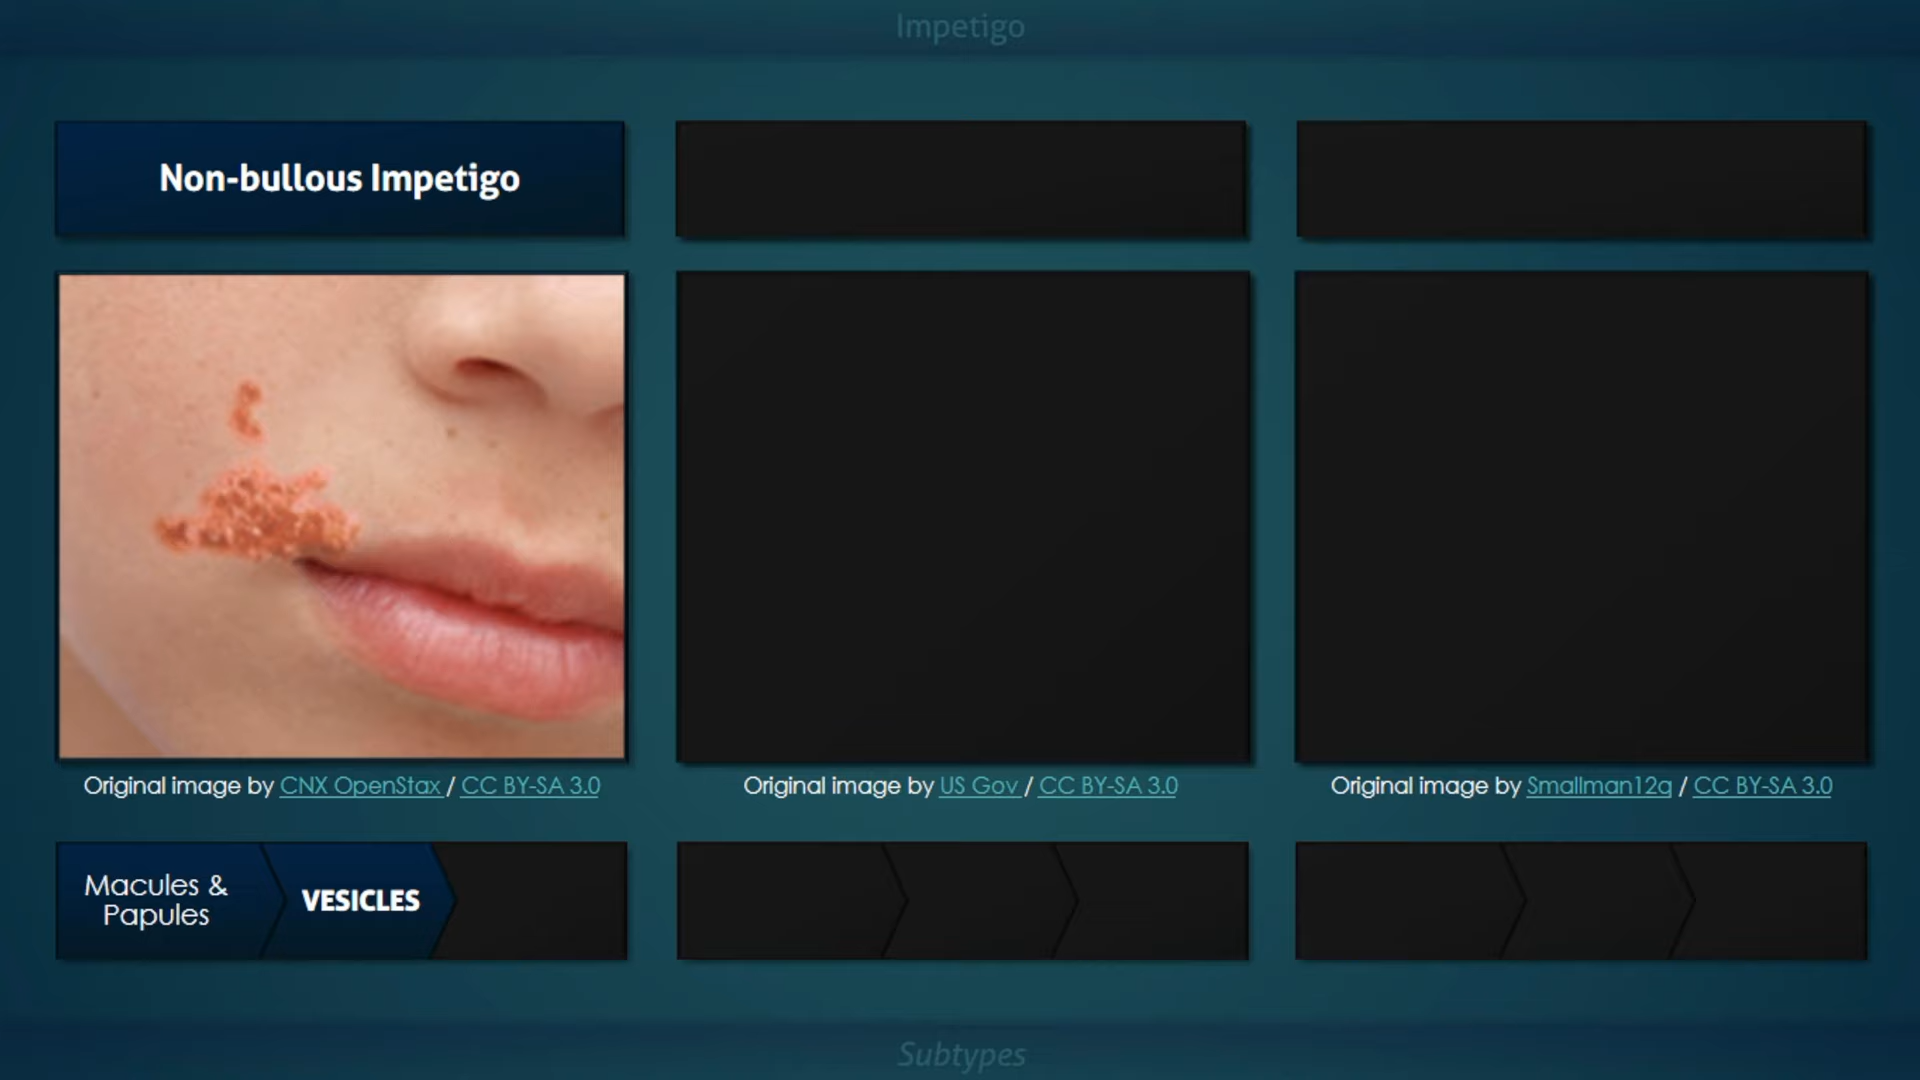 Impetigo
Non-bullous Impetigo
Original image by CNX OpenStax / CC BY-SA 3.0
Original image by US Gov / CC BY-SA 3.0
Original image by Smallman12q / CC BY-SA 3.0
Macules &
Papules
VESICLES
Subtypes